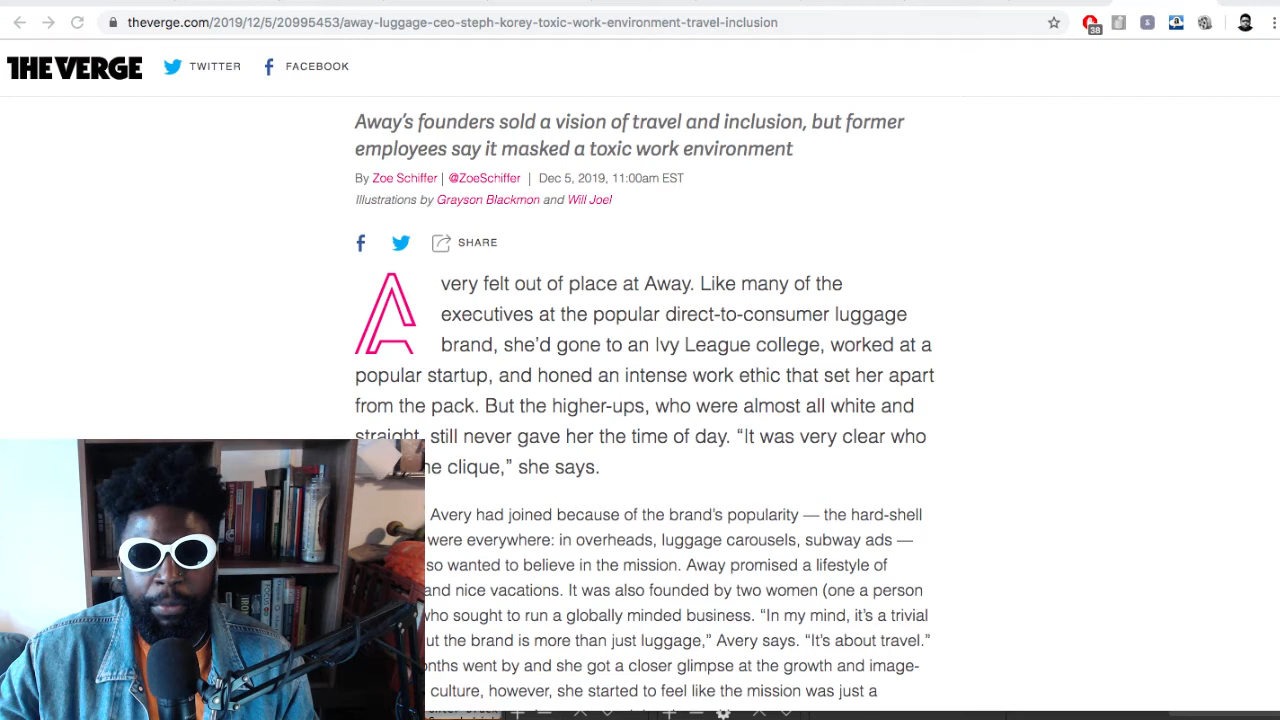 theverge.com/2019/12/5/20995453/away-luggage-ceo-steph-korey-toxic-work-environment-travel-inclusion
38
THE VERGE TWITTER FACEBOOK
Away’s founders sold a vision of travel and inclusion, but former
employees say it masked a toxic work environment
By Zoe Schiffer | @ZoeSchiffer | Dec 5, 2019, 11:00am EST
Illustrations by Grayson Blackmon and Will Joel
SHARE
Avery felt out of place at Away. Like many of the
executives at the popular direct-to-consumer luggage
brand, she’d gone to an Ivy League college, worked at a
popular startup, and honed an intense work ethic that set her apart
from the pack. But the higher-ups, who were almost all white and
straight, still never gave her the time of day. “It was very clear who
he clique,” she says.
Avery had joined because of the brand’s popularity — the hard-shell
were everywhere: in overheads, luggage carousels, subway ads —
so wanted to believe in the mission. Away promised a lifestyle of
and nice vacations. It was also founded by two women (one a person
who sought to run a globally minded business. “In my mind, it’s a trivial
ut the brand is more than just luggage,” Avery says. “It’s about travel.”
nths went by and she got a closer glimpse at the growth and image-
culture, however, she started to feel like the mission was just a